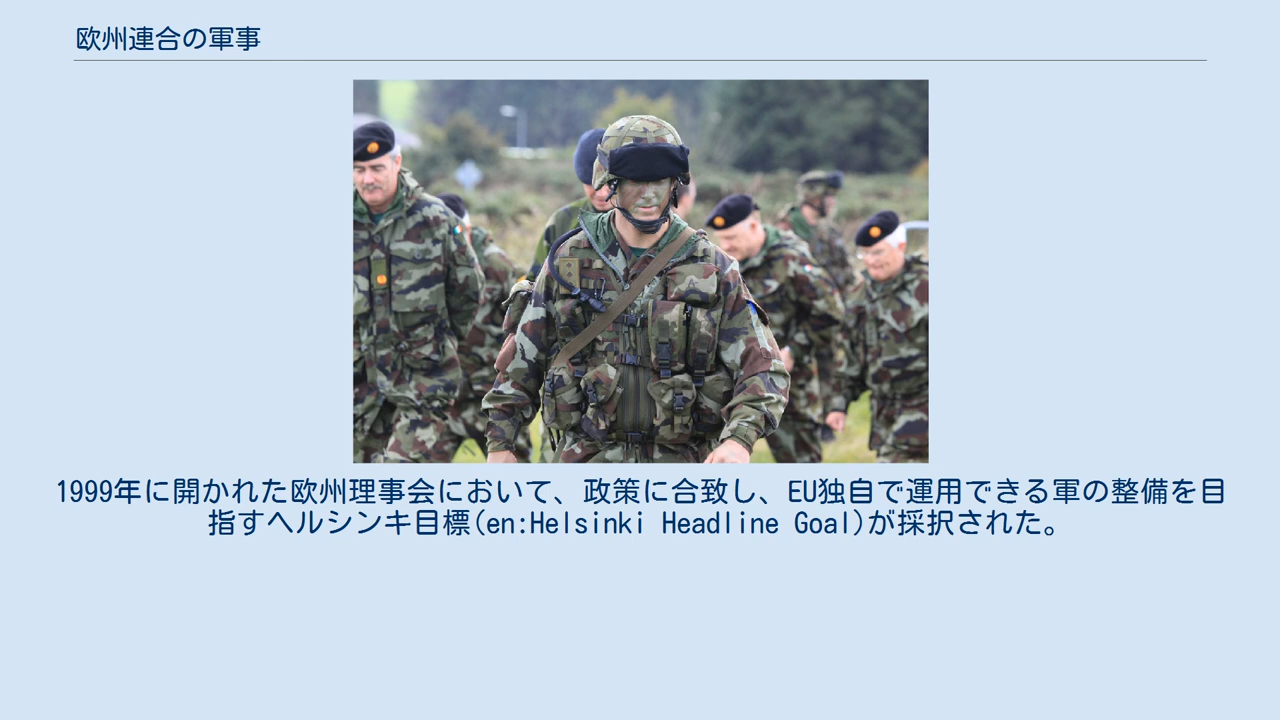 欧州連合の軍事
1999年に開かれた欧州理事会において、政策に合致し、EU独自で運用できる軍の整備を目
指すヘルシンキ目標(en:Helsinki Headline Goal)が採択された。